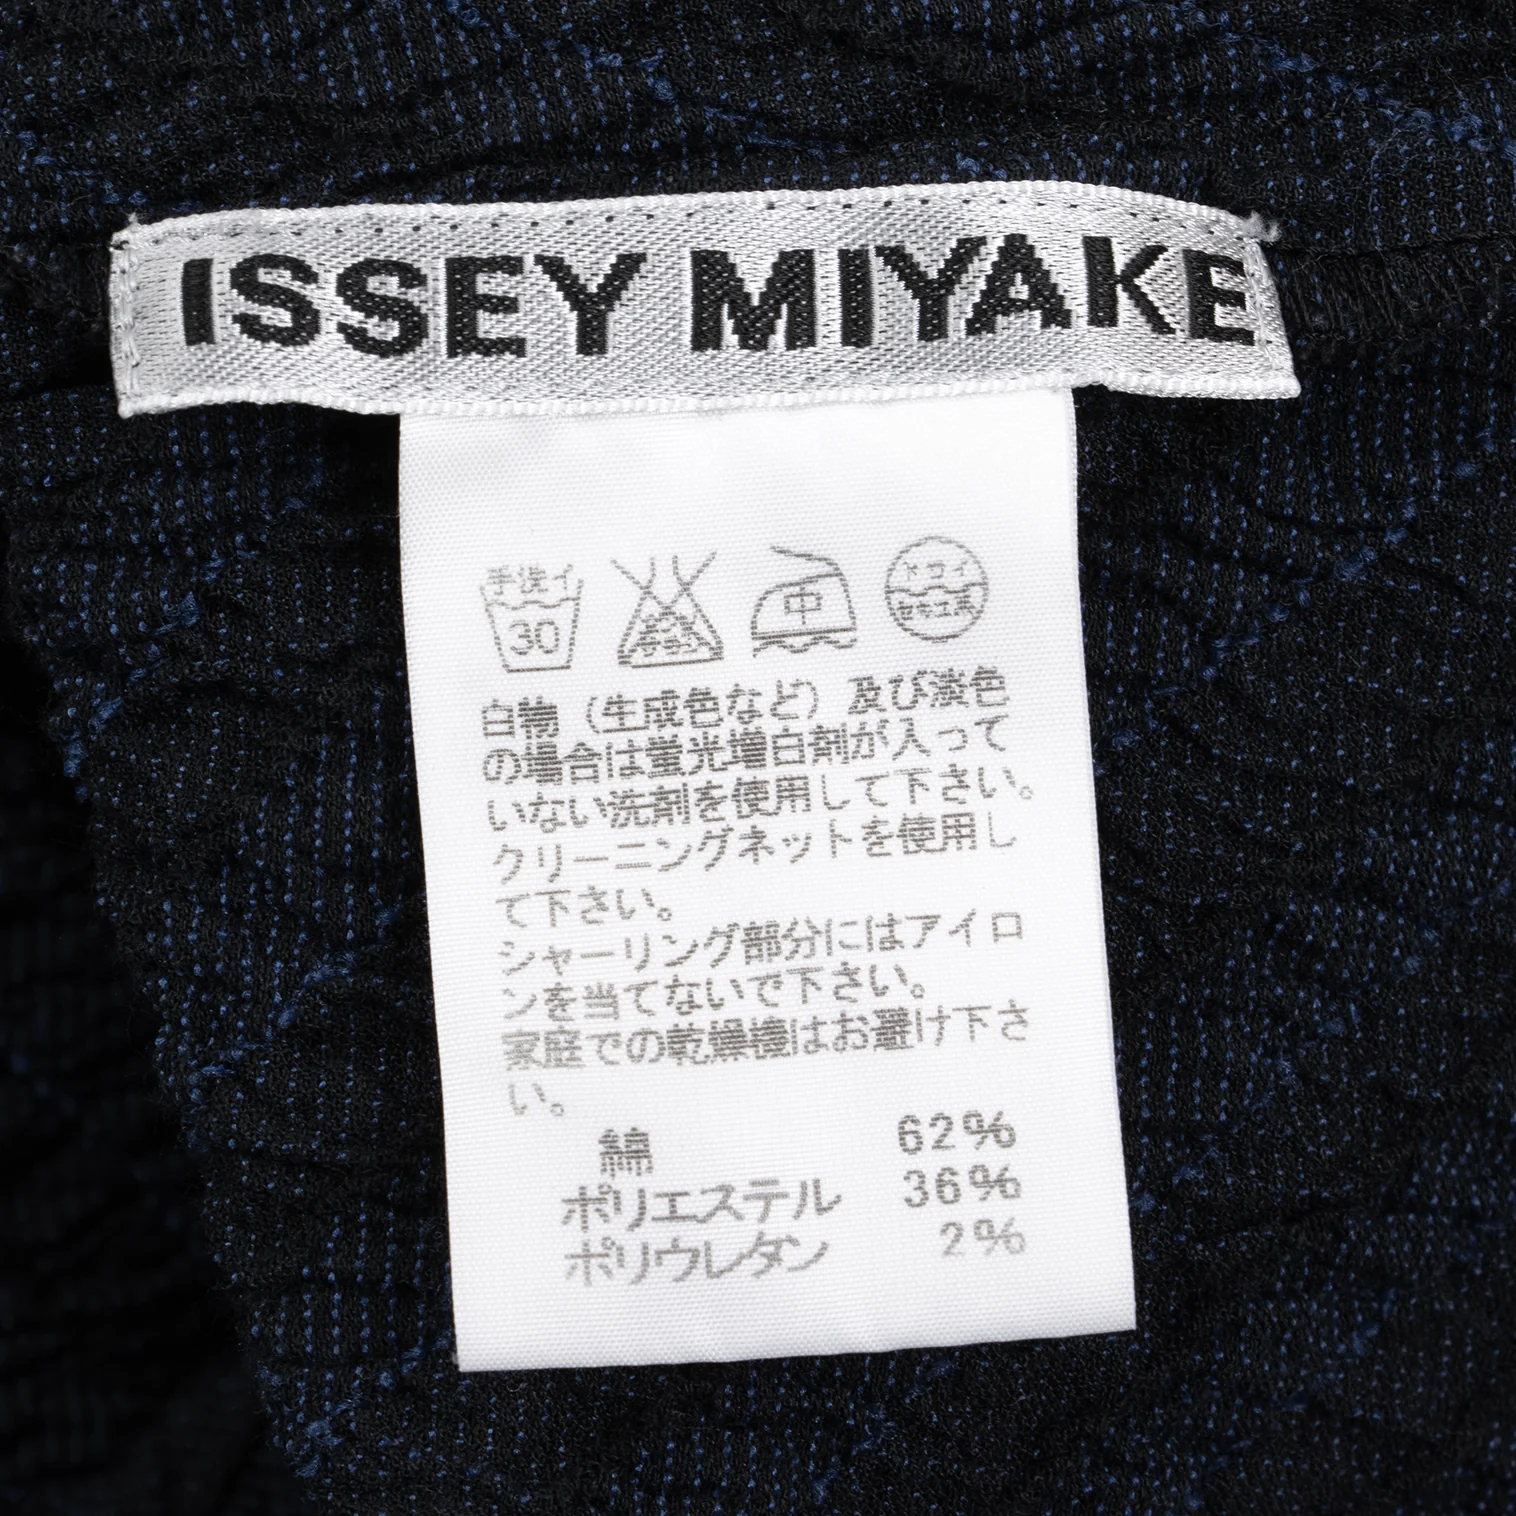 ISSEY MIYAKE
手洗イ
30
中
ドライ
セキユ系
白物（生成色など）及び淡色
の場合は蛍光増白剤が入って
いない洗剤を使用して下さい。
クリーニングネットを使用し
て下さい。
シャーリング部分にはアイロ
ンを当てないで下さい。
家庭での乾燥機はお避け下さ
い。
綿 62%
ポリエステル 36%
ポリウレタン 2%